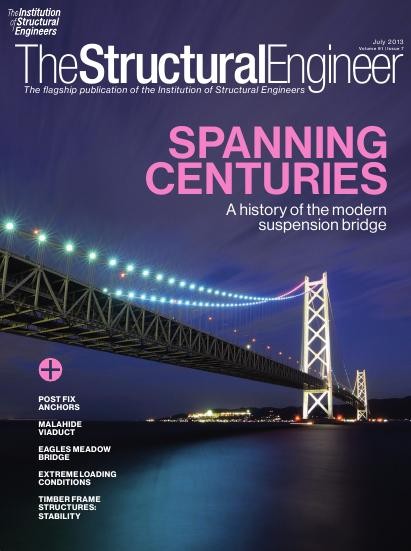 The Institution
of Structural
Engineers
July 2013
Volume 91 | Issue 7
TheStructuralEngineer
The flagship publication of the Institution of Structural Engineers
SPANNING
CENTURIES
A history of the modern
suspension bridge
POST FIX
ANCHORS
MALAHIDE
VIADUCT
EAGLES MEADOW
BRIDGE
EXTREME LOADING
CONDITIONS
TIMBER FRAME
STRUCTURES:
STABILITY